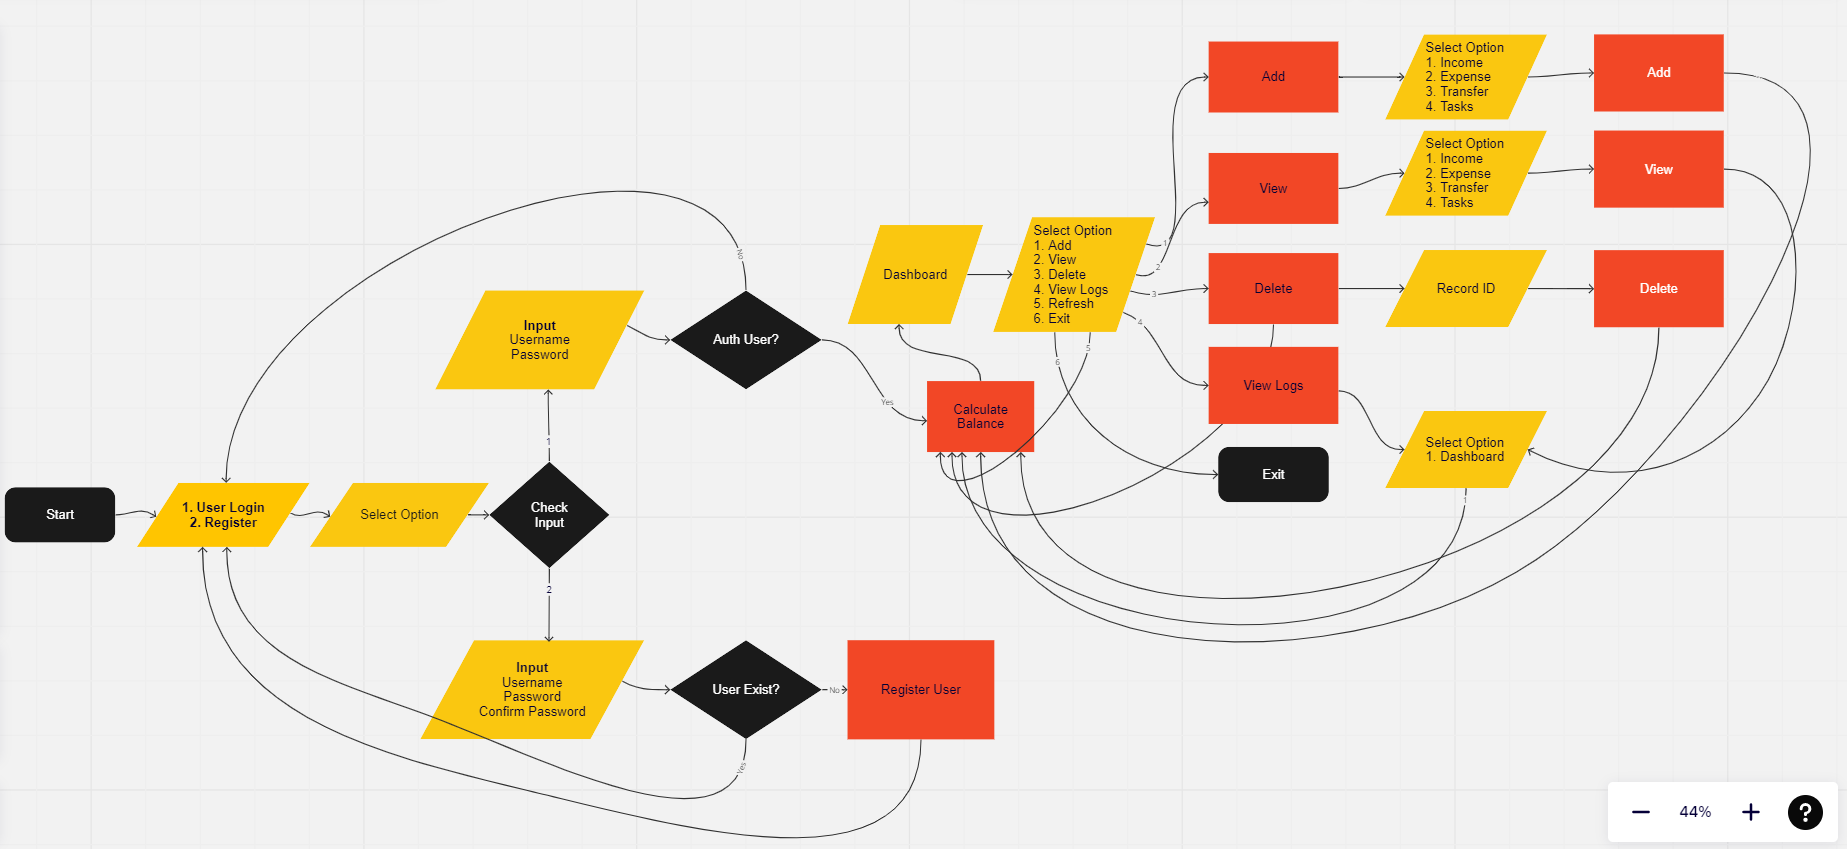 Start
1. User Login
2. Register
Select Option
Check
Input
1
2
Input
Username
Password
Auth User?
No
Yes
Input
Username
Password
Confirm Password
User Exist?
No
Yes
Register User
Calculate
Balance
Dashboard
Select Option
1. Add
2. View
3. Delete
4. View Logs
5. Refresh
6. Exit
1
2
3
4
5
6
Add
Select Option
1. Income
2. Expense
3. Transfer
4. Tasks
Add
View
Select Option
1. Income
2. Expense
3. Transfer
4. Tasks
View
Delete
Record ID
Delete
View Logs
Select Option
1. Dashboard
1
Exit
44%
?